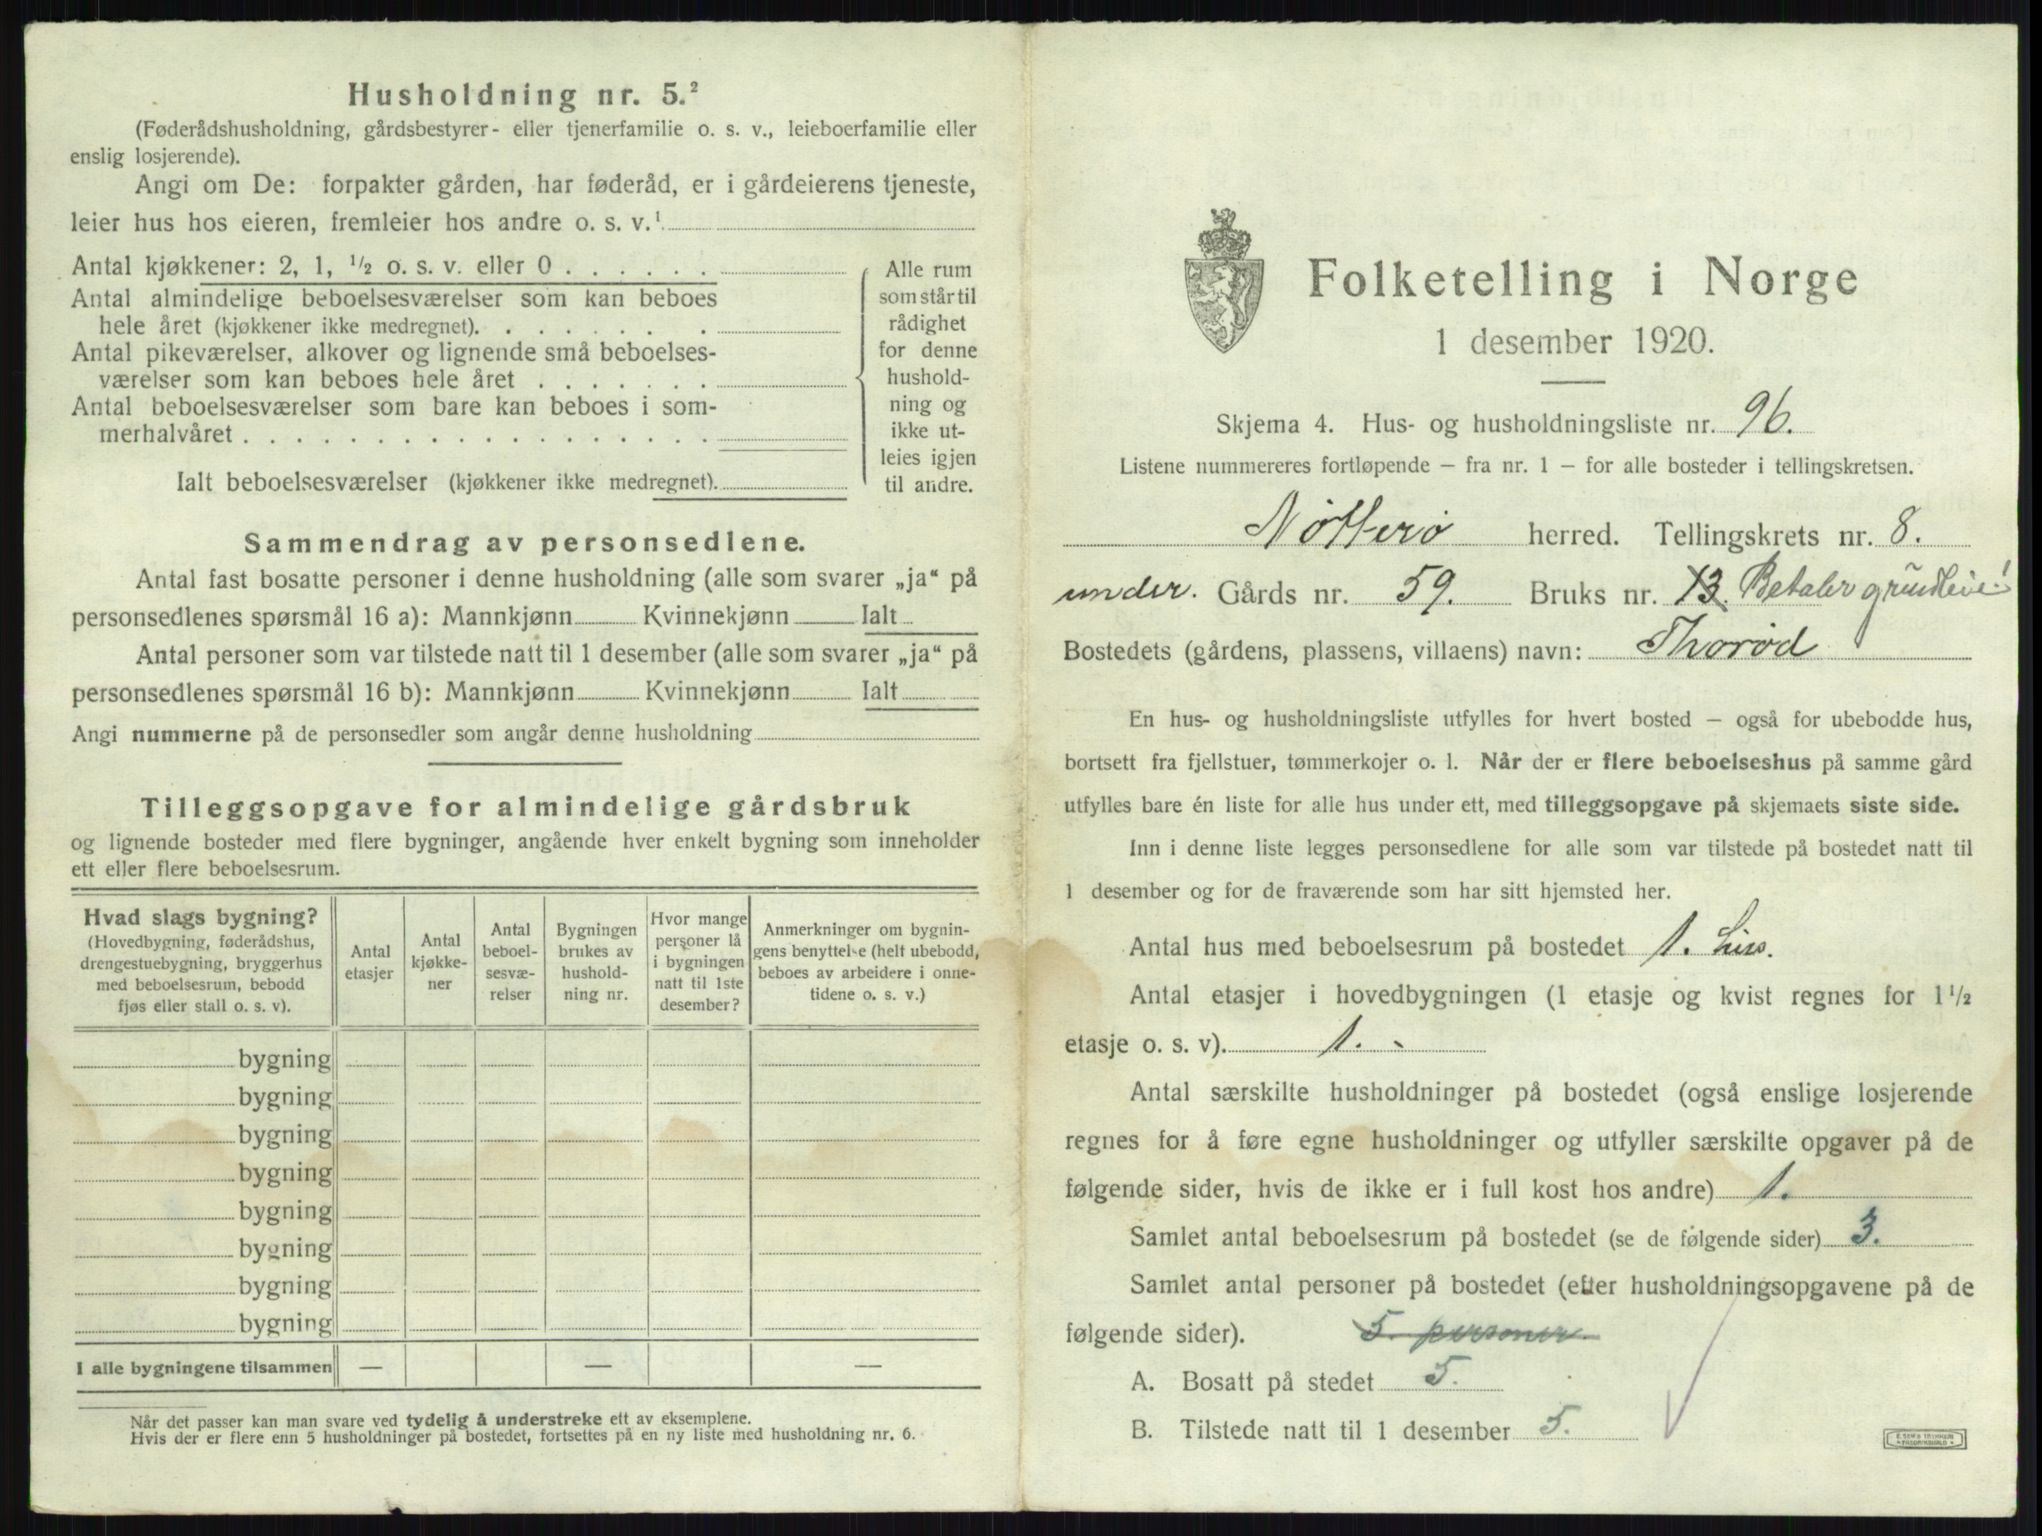 Husholdning nr. 5.²
(Føderådshusholdning, gårdsbestyrer- eller tjenerfamilie o. s. v., leieboerfamilie eller
enslig losjerende).
Angi om De: forpakter gården, har føderåd, er i gårdeierens tjeneste,
leier hus hos eieren, fremleier hos andre o. s. v.¹
Antal kjøkkener: 2, 1, ½ o. s. v. eller 0 . . . . . .
Antal almindelige beboelsesværelser som kan beboes
hele året (kjøkkener ikke medregnet). . . . . . . .
Antal pikeværelser, alkover og lignende små beboelses-
værelser som kan beboes hele året . . . . . . .
Antal beboelsesværelser som bare kan beboes i som-
merhalvåret . . . . . . . . . . . . . . . . . .
Ialt beboelsesværelser (kjøkkener ikke medregnet).
Alle rum
som står til
rådighet
for denne
hushold-
ning og
ikke ut-
leies igjen
til andre.
Sammendrag av personsedlene.
Antal fast bosatte personer i denne husholdning (alle som svarer „ja“ på
personsedlenes spørsmål 16 a): Mannkjønn Kvinnekjønn Ialt
Antal personer som var tilstede natt til 1 desember (alle som svarer „ja“ på
personsedlenes spørsmål 16 b): Mannkjønn Kvinnekjønn Ialt
Angi nummerne på de personsedler som angår denne husholdning
Tilleggsopgave for almindelige gårdsbruk
og lignende bosteder med flere bygninger, angående hver enkelt bygning som inneholder
ett eller flere beboelsesrum.
Hvad slags bygning?
(Hovedbygning, føderådshus,
drengestuebygning, bryggerhus
med beboelsesrum, bebodd
fjøs eller stall o. s. v).
Antal
etasjer
Antal
kjøkke-
ner
Antal
beboel-
sesvæ-
relser
Bygningen
brukes av
hushold-
ning nr.
Hvor mange
personer lå
i bygningen
natt til 1ste
desember?
Anmerkninger om bygnin-
gens benyttelse (helt ubebodd,
beboes av arbeidere i onne-
tidene o. s. v.)
bygning
bygning
bygning
bygning
bygning
bygning
bygning
bygning
I alle bygningene tilsammen — — —
Når det passer kan man svare ved tydelig å understreke ett av eksemplene.
Hvis der er flere enn 5 husholdninger på bostedet, fortsettes på en ny liste med husholdning nr. 6.
Folketelling i Norge
1 desember 1920.
Skjema 4. Hus- og husholdningsliste nr. 96.
Listene nummereres fortløpende – fra nr. 1 – for alle bosteder i tellingskretsen.
Nøtterø herred. Tellingskrets nr. 8.
under. Gårds nr. 59. Bruks nr. 13. Betaler grundleie!
Bostedets (gårdens, plassens, villaens) navn: Thorød
En hus- og husholdningsliste utfylles for hvert bosted – også for ubebodde hus,
bortsett fra fjellstuer, tømmerkojer o. l. Når der er flere beboelseshus på samme gård
utfylles bare én liste for alle hus under ett, med tilleggsopgave på skjemaets siste side.
Inn i denne liste legges personsedlene for alle som var tilstede på bostedet natt til
1 desember og for de fraværende som har sitt hjemsted her.
Antal hus med beboelsesrum på bostedet 1.
Antal etasjer i hovedbygningen (1 etasje og kvist regnes for 1½
etasje o. s. v). 1. -
Antal særskilte husholdninger på bostedet (også enslige losjerende
regnes for å føre egne husholdninger og utfyller særskilte opgaver på de
følgende sider, hvis de ikke er i full kost hos andre) 1.
Samlet antal beboelsesrum på bostedet (se de følgende sider) 3.
Samlet antal personer på bostedet (efter husholdningsopgavene på de
følgende sider). 5. personer
A. Bosatt på stedet 5.
B. Tilstede natt til 1 desember 5.